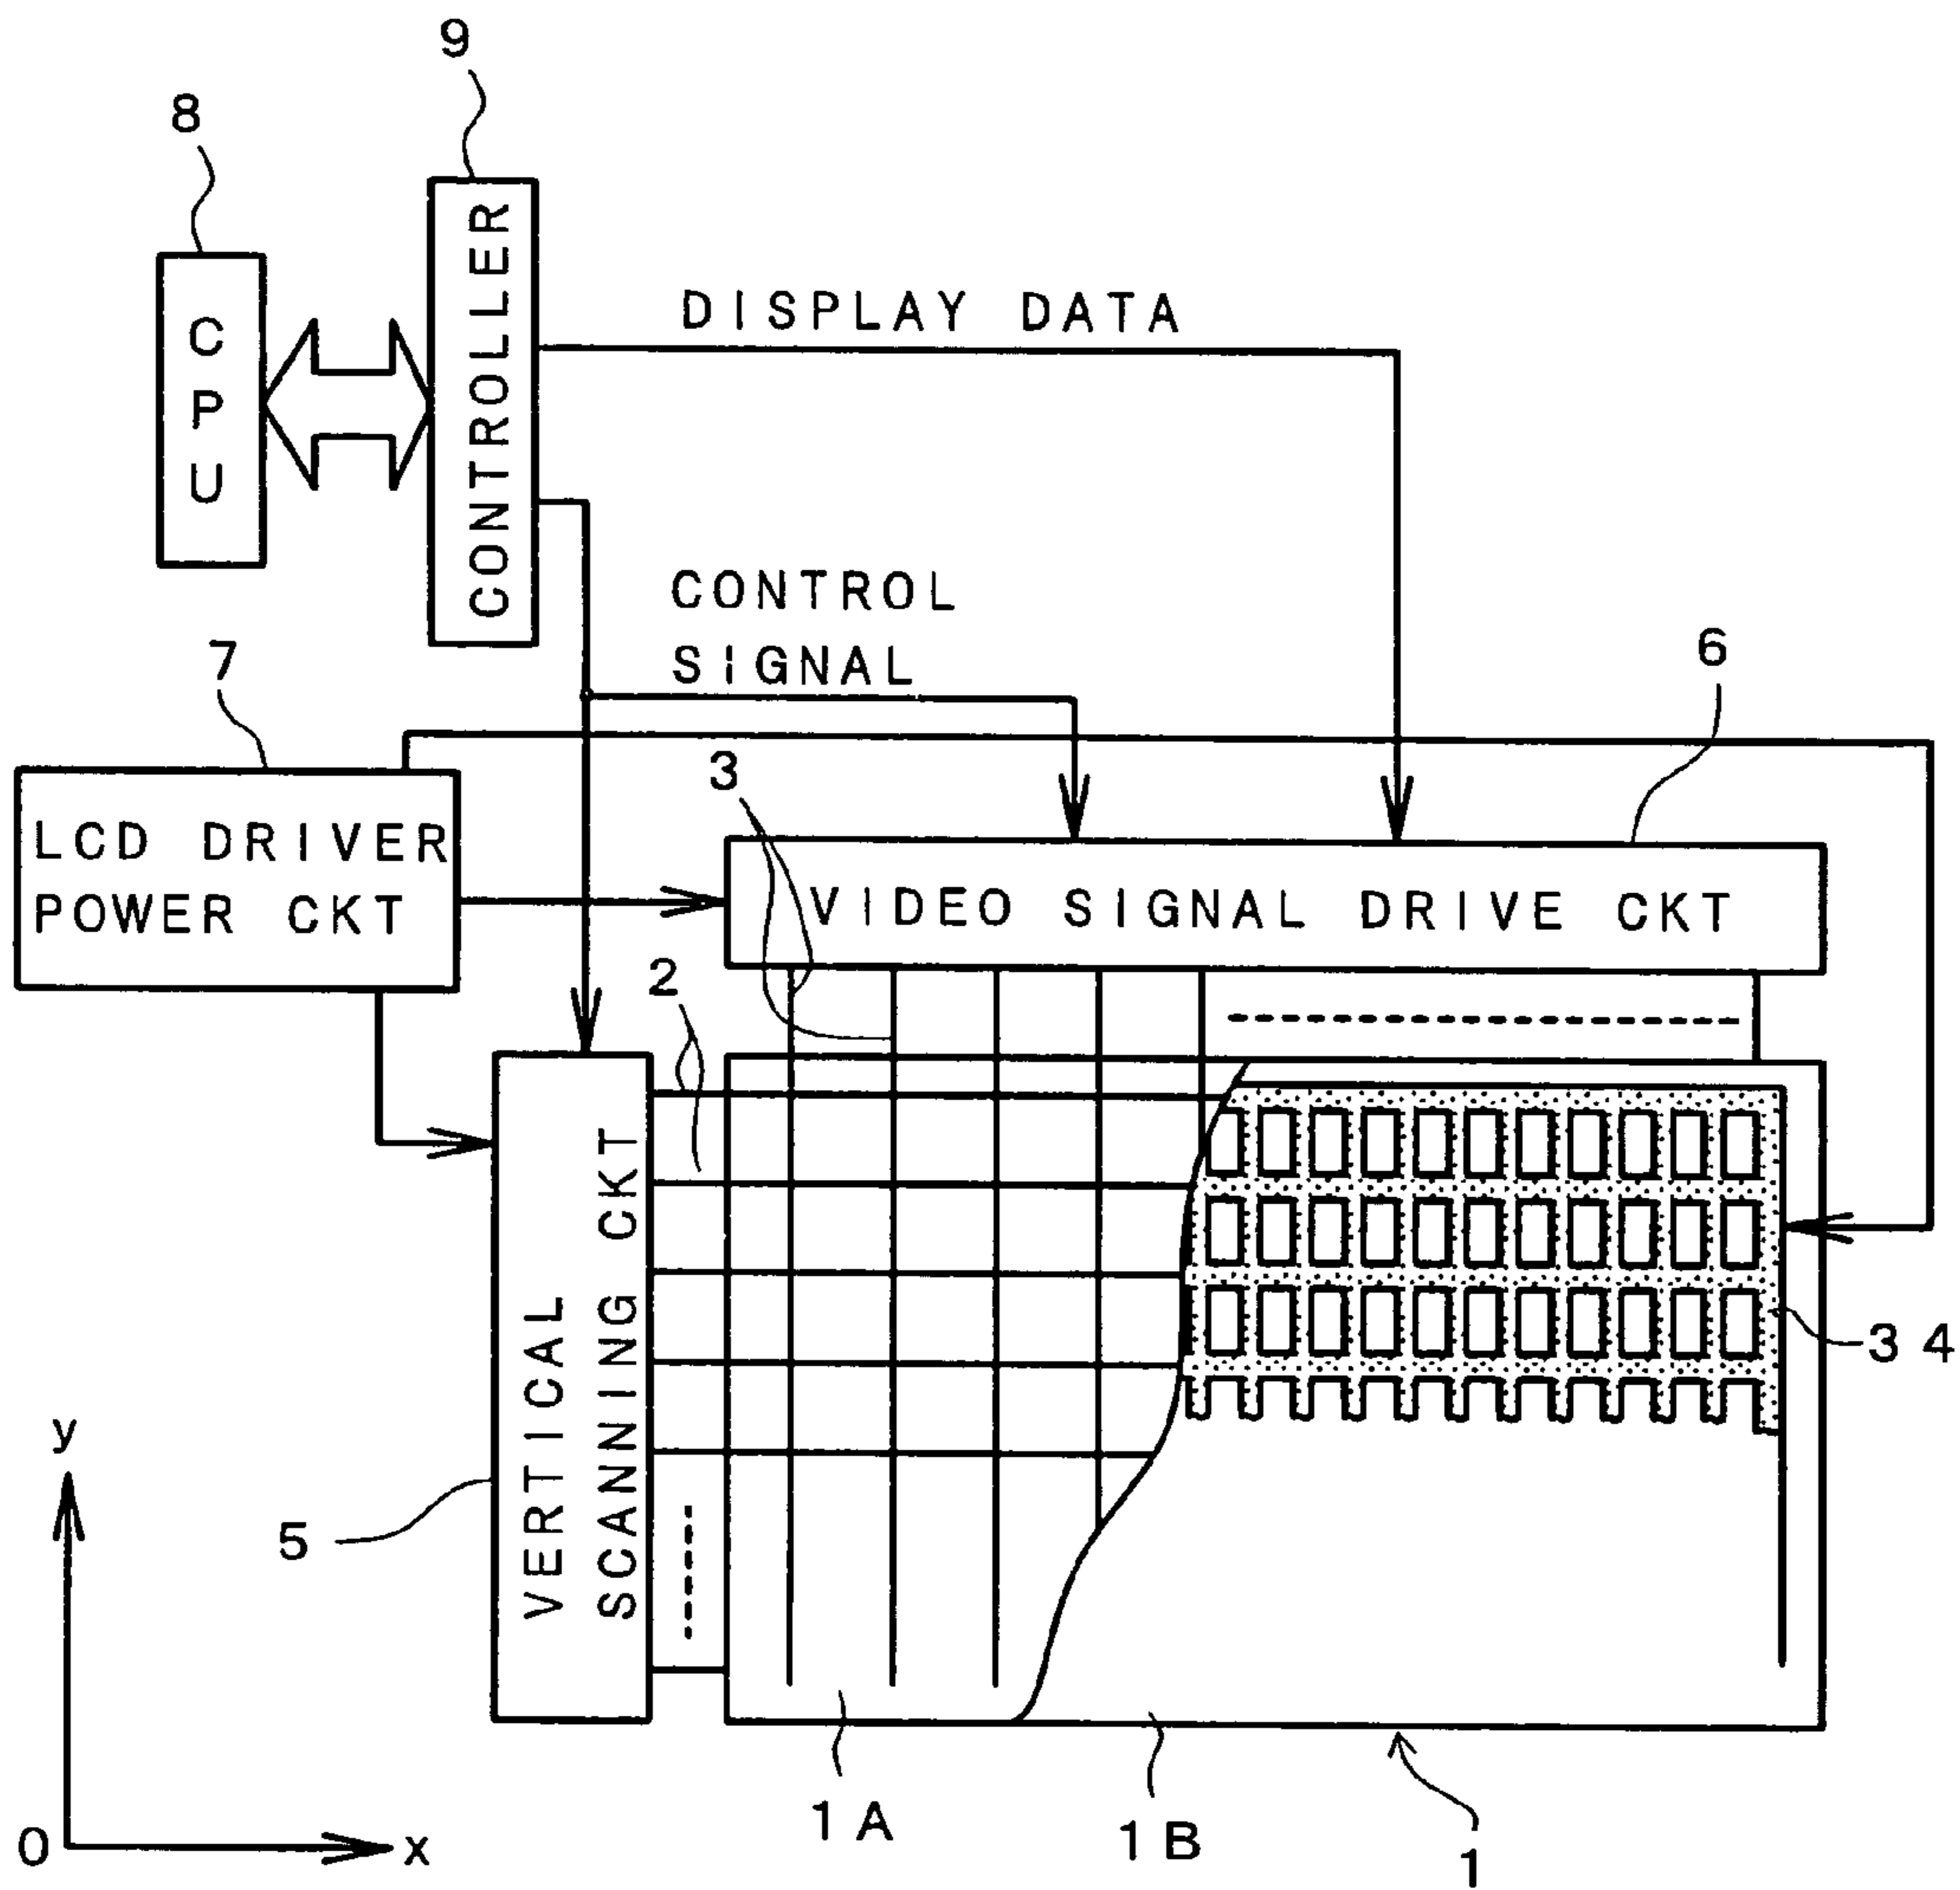 9
8
CPU
CONTROLLER
DISPLAY DATA
CONTROL
SIGNAL
7
6
3
LCD DRIVER
POWER CKT
VIDEO SIGNAL DRIVE CKT
2
VERTICAL
SCANNING CKT
34
5
y
O
x
1A
1B
1